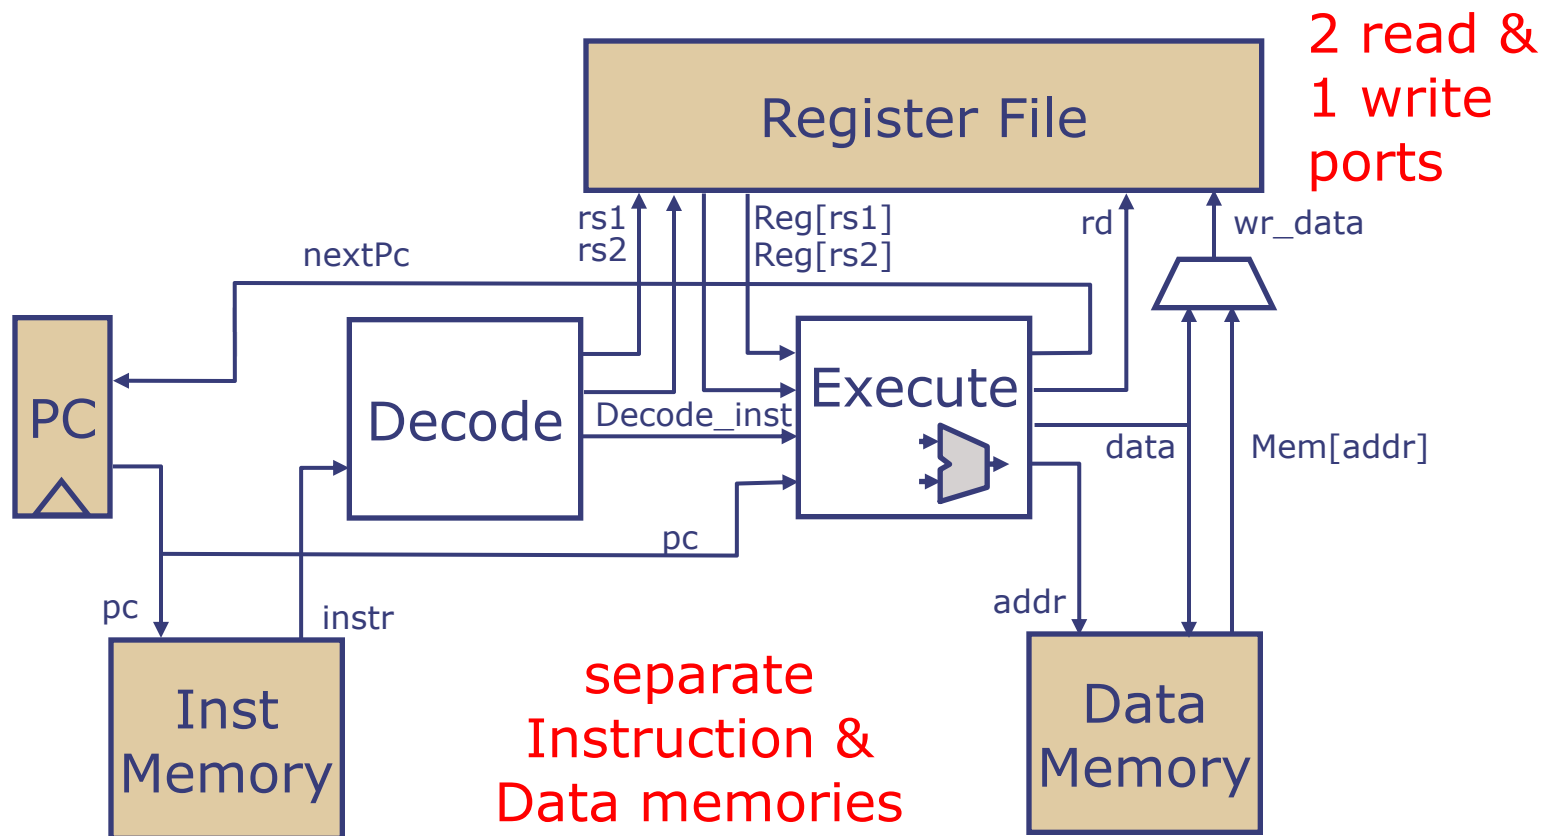 2 read &
1 write
ports
Register File
rs1
rs2
Reg[rs1]
Reg[rs2]
rd
wr_data
nextPc
PC
Decode
Decode_inst
Execute
data
Mem[addr]
pc
pc
instr
addr
Inst
Memory
separate
Instruction &
Data memories
Data
Memory